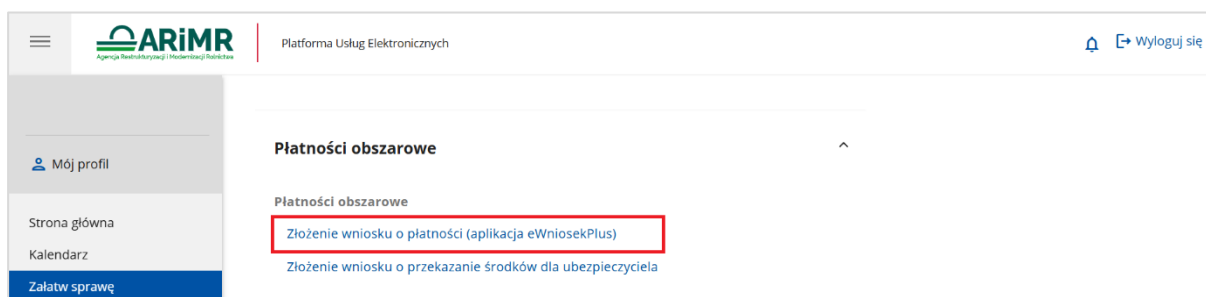 ARiMR
Agencja Restrukturyzacji i Modernizacji Rolnictwa
Platforma Usług Elektronicznych
Wyloguj się
Mój profil
Strona główna
Kalendarz
Załatw sprawę
Płatności obszarowe
Płatności obszarowe
Złożenie wniosku o płatności (aplikacja eWniosekPlus)
Złożenie wniosku o przekazanie środków dla ubezpieczyciela